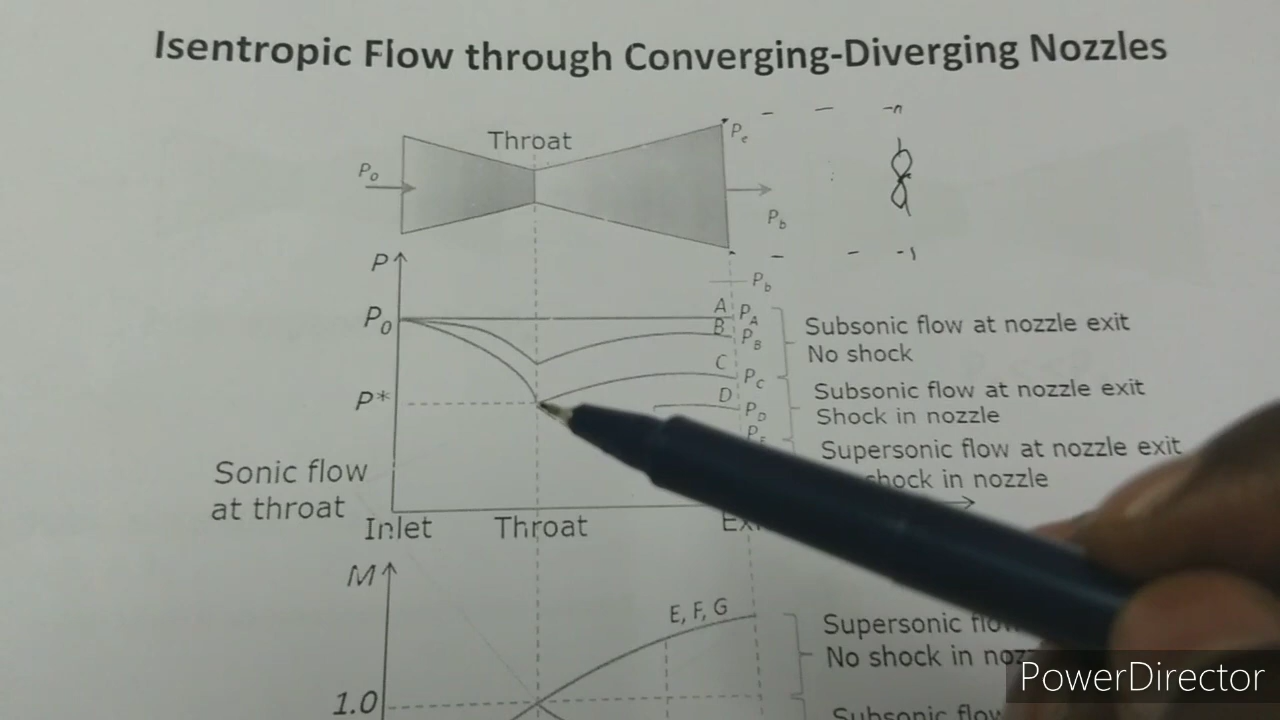 Isentropic Flow through Converging-Diverging Nozzles
Throat
Po
Pe
Pb
P
Pb
P0
A PA
B PB
Subsonic flow at nozzle exit
No shock
C PC
D PD
Subsonic flow at nozzle exit
Shock in nozzle
P*
Supersonic flow at nozzle exit
shock in nozzle
Sonic flow
at throat
Inlet
Throat
M
E, F, G
Supersonic
No shock in
1.0
Subsonic flow
PowerDirector